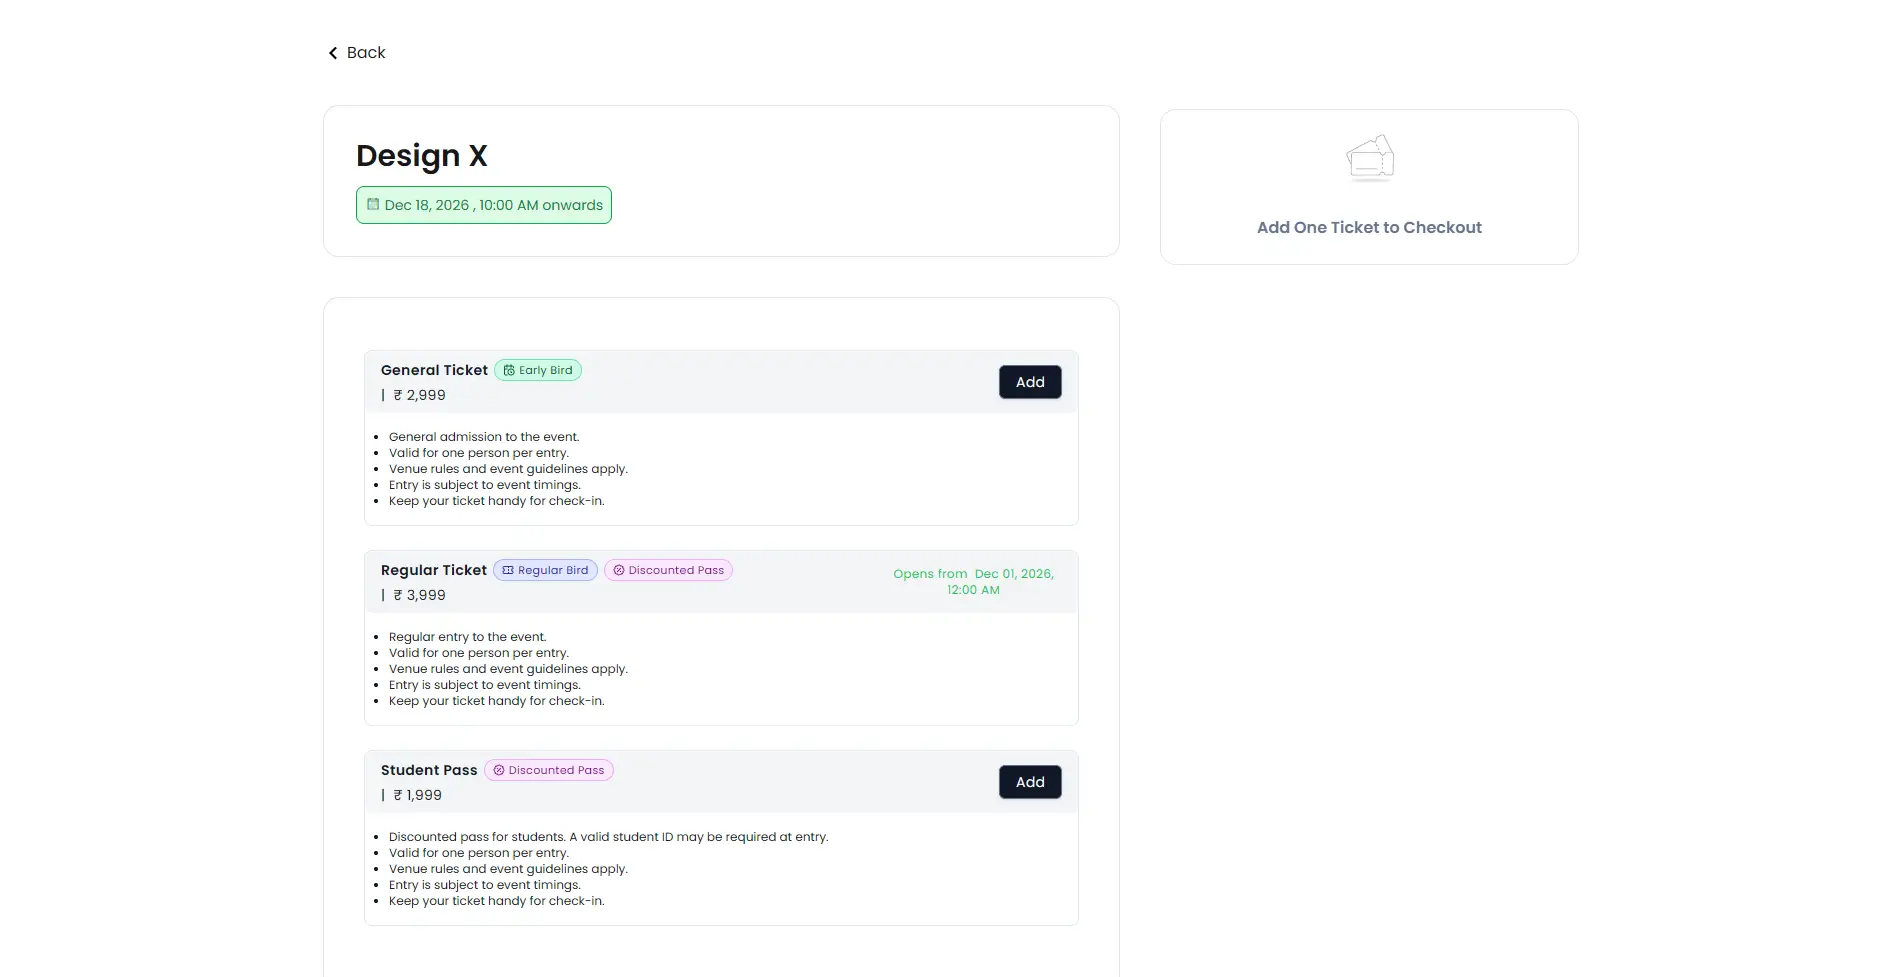 Back
Design X
Dec 18, 2026 , 10:00 AM onwards
Add One Ticket to Checkout
General Ticket Early Bird
| ₹ 2,999
Add
• General admission to the event.
• Valid for one person per entry.
• Venue rules and event guidelines apply.
• Entry is subject to event timings.
• Keep your ticket handy for check-in.
Regular Ticket Regular Bird Discounted Pass
| ₹ 3,999
Opens from Dec 01, 2026,
12:00 AM
• Regular entry to the event.
• Valid for one person per entry.
• Venue rules and event guidelines apply.
• Entry is subject to event timings.
• Keep your ticket handy for check-in.
Student Pass Discounted Pass
| ₹ 1,999
Add
• Discounted pass for students. A valid student ID may be required at entry.
• Valid for one person per entry.
• Venue rules and event guidelines apply.
• Entry is subject to event timings.
• Keep your ticket handy for check-in.